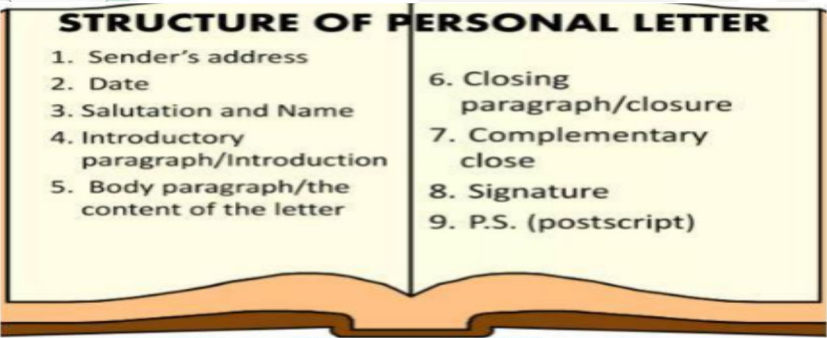 STRUCTURE OF PERSONAL LETTER
1. Sender's address
2. Date
3. Salutation and Name
4. Introductory
paragraph/Introduction
5. Body paragraph/the
content of the letter
6. Closing
paragraph/closure
7. Complementary
close
8. Signature
9. P.S. (postscript)